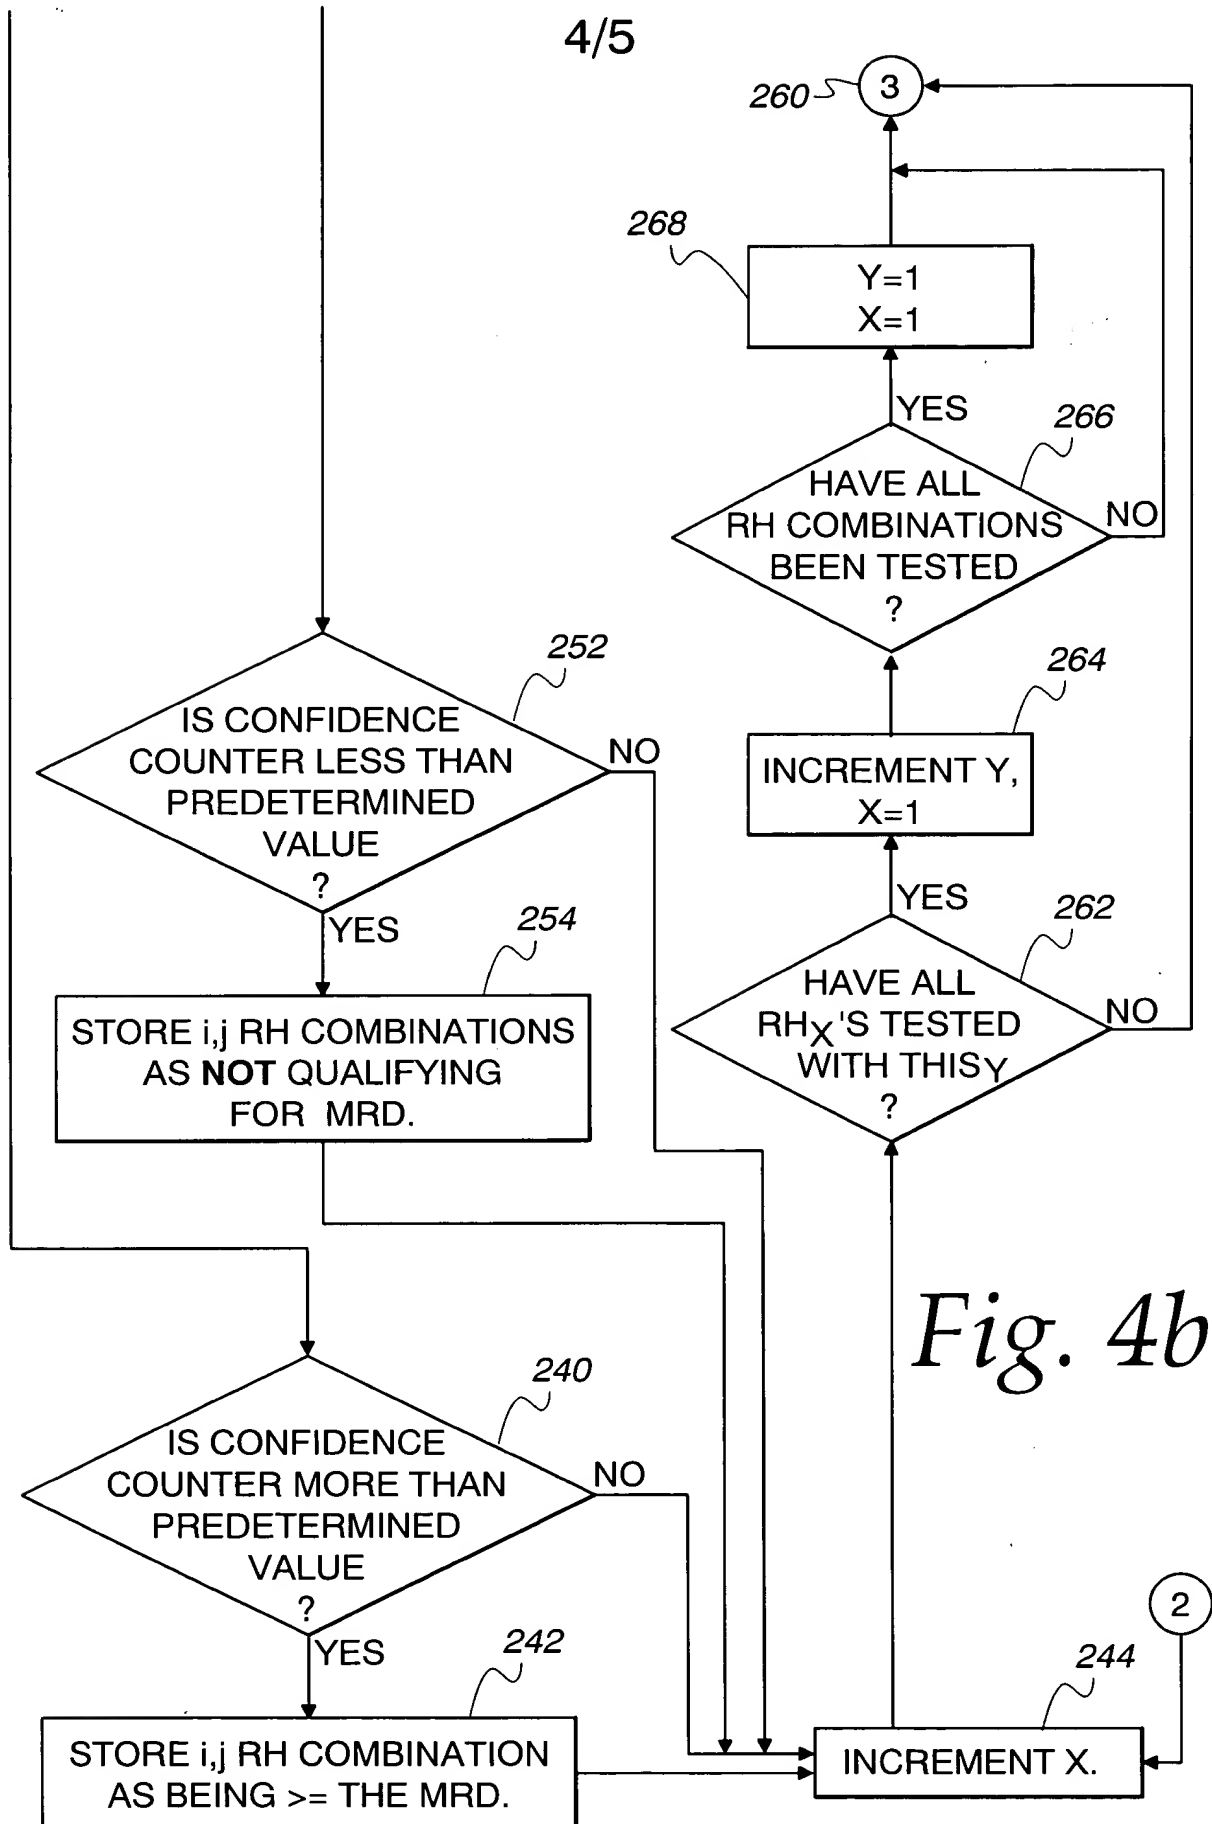 4/5
260
3
268
Y=1
X=1
YES
266
HAVE ALL
RH COMBINATIONS
BEEN TESTED
?
NO
264
INCREMENT Y,
X=1
YES
262
HAVE ALL
RHX'S TESTED
WITH THISY
?
NO
252
IS CONFIDENCE
COUNTER LESS THAN
PREDETERMINED
VALUE
?
NO
YES
254
STORE i,j RH COMBINATIONS
AS NOT QUALIFYING
FOR MRD.
240
IS CONFIDENCE
COUNTER MORE THAN
PREDETERMINED
VALUE
?
NO
YES
242
STORE i,j RH COMBINATION
AS BEING >= THE MRD.
Fig. 4b
2
244
INCREMENT X.